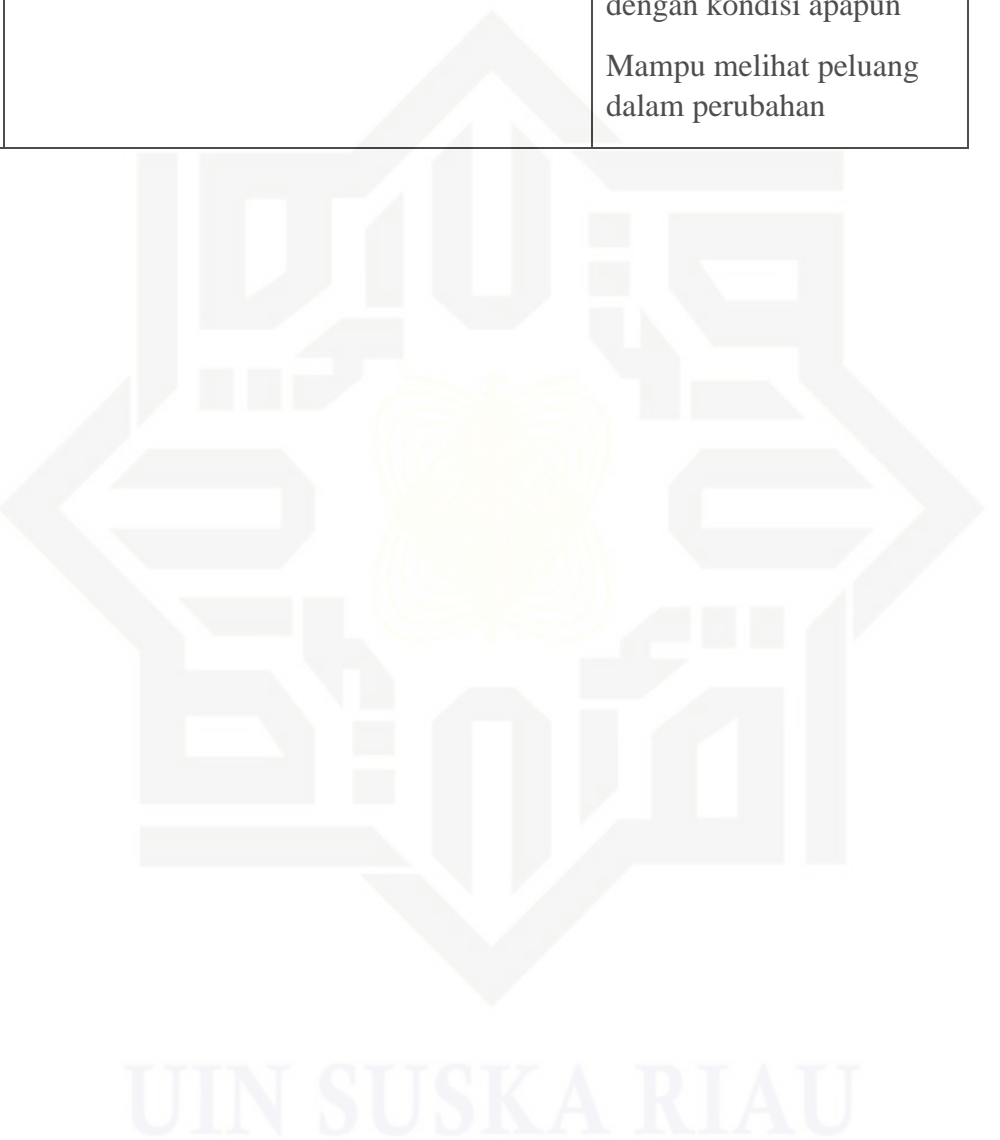 dengan kondisi apapun
Mampu melihat peluang
dalam perubahan
UIN SUSKA RIAU